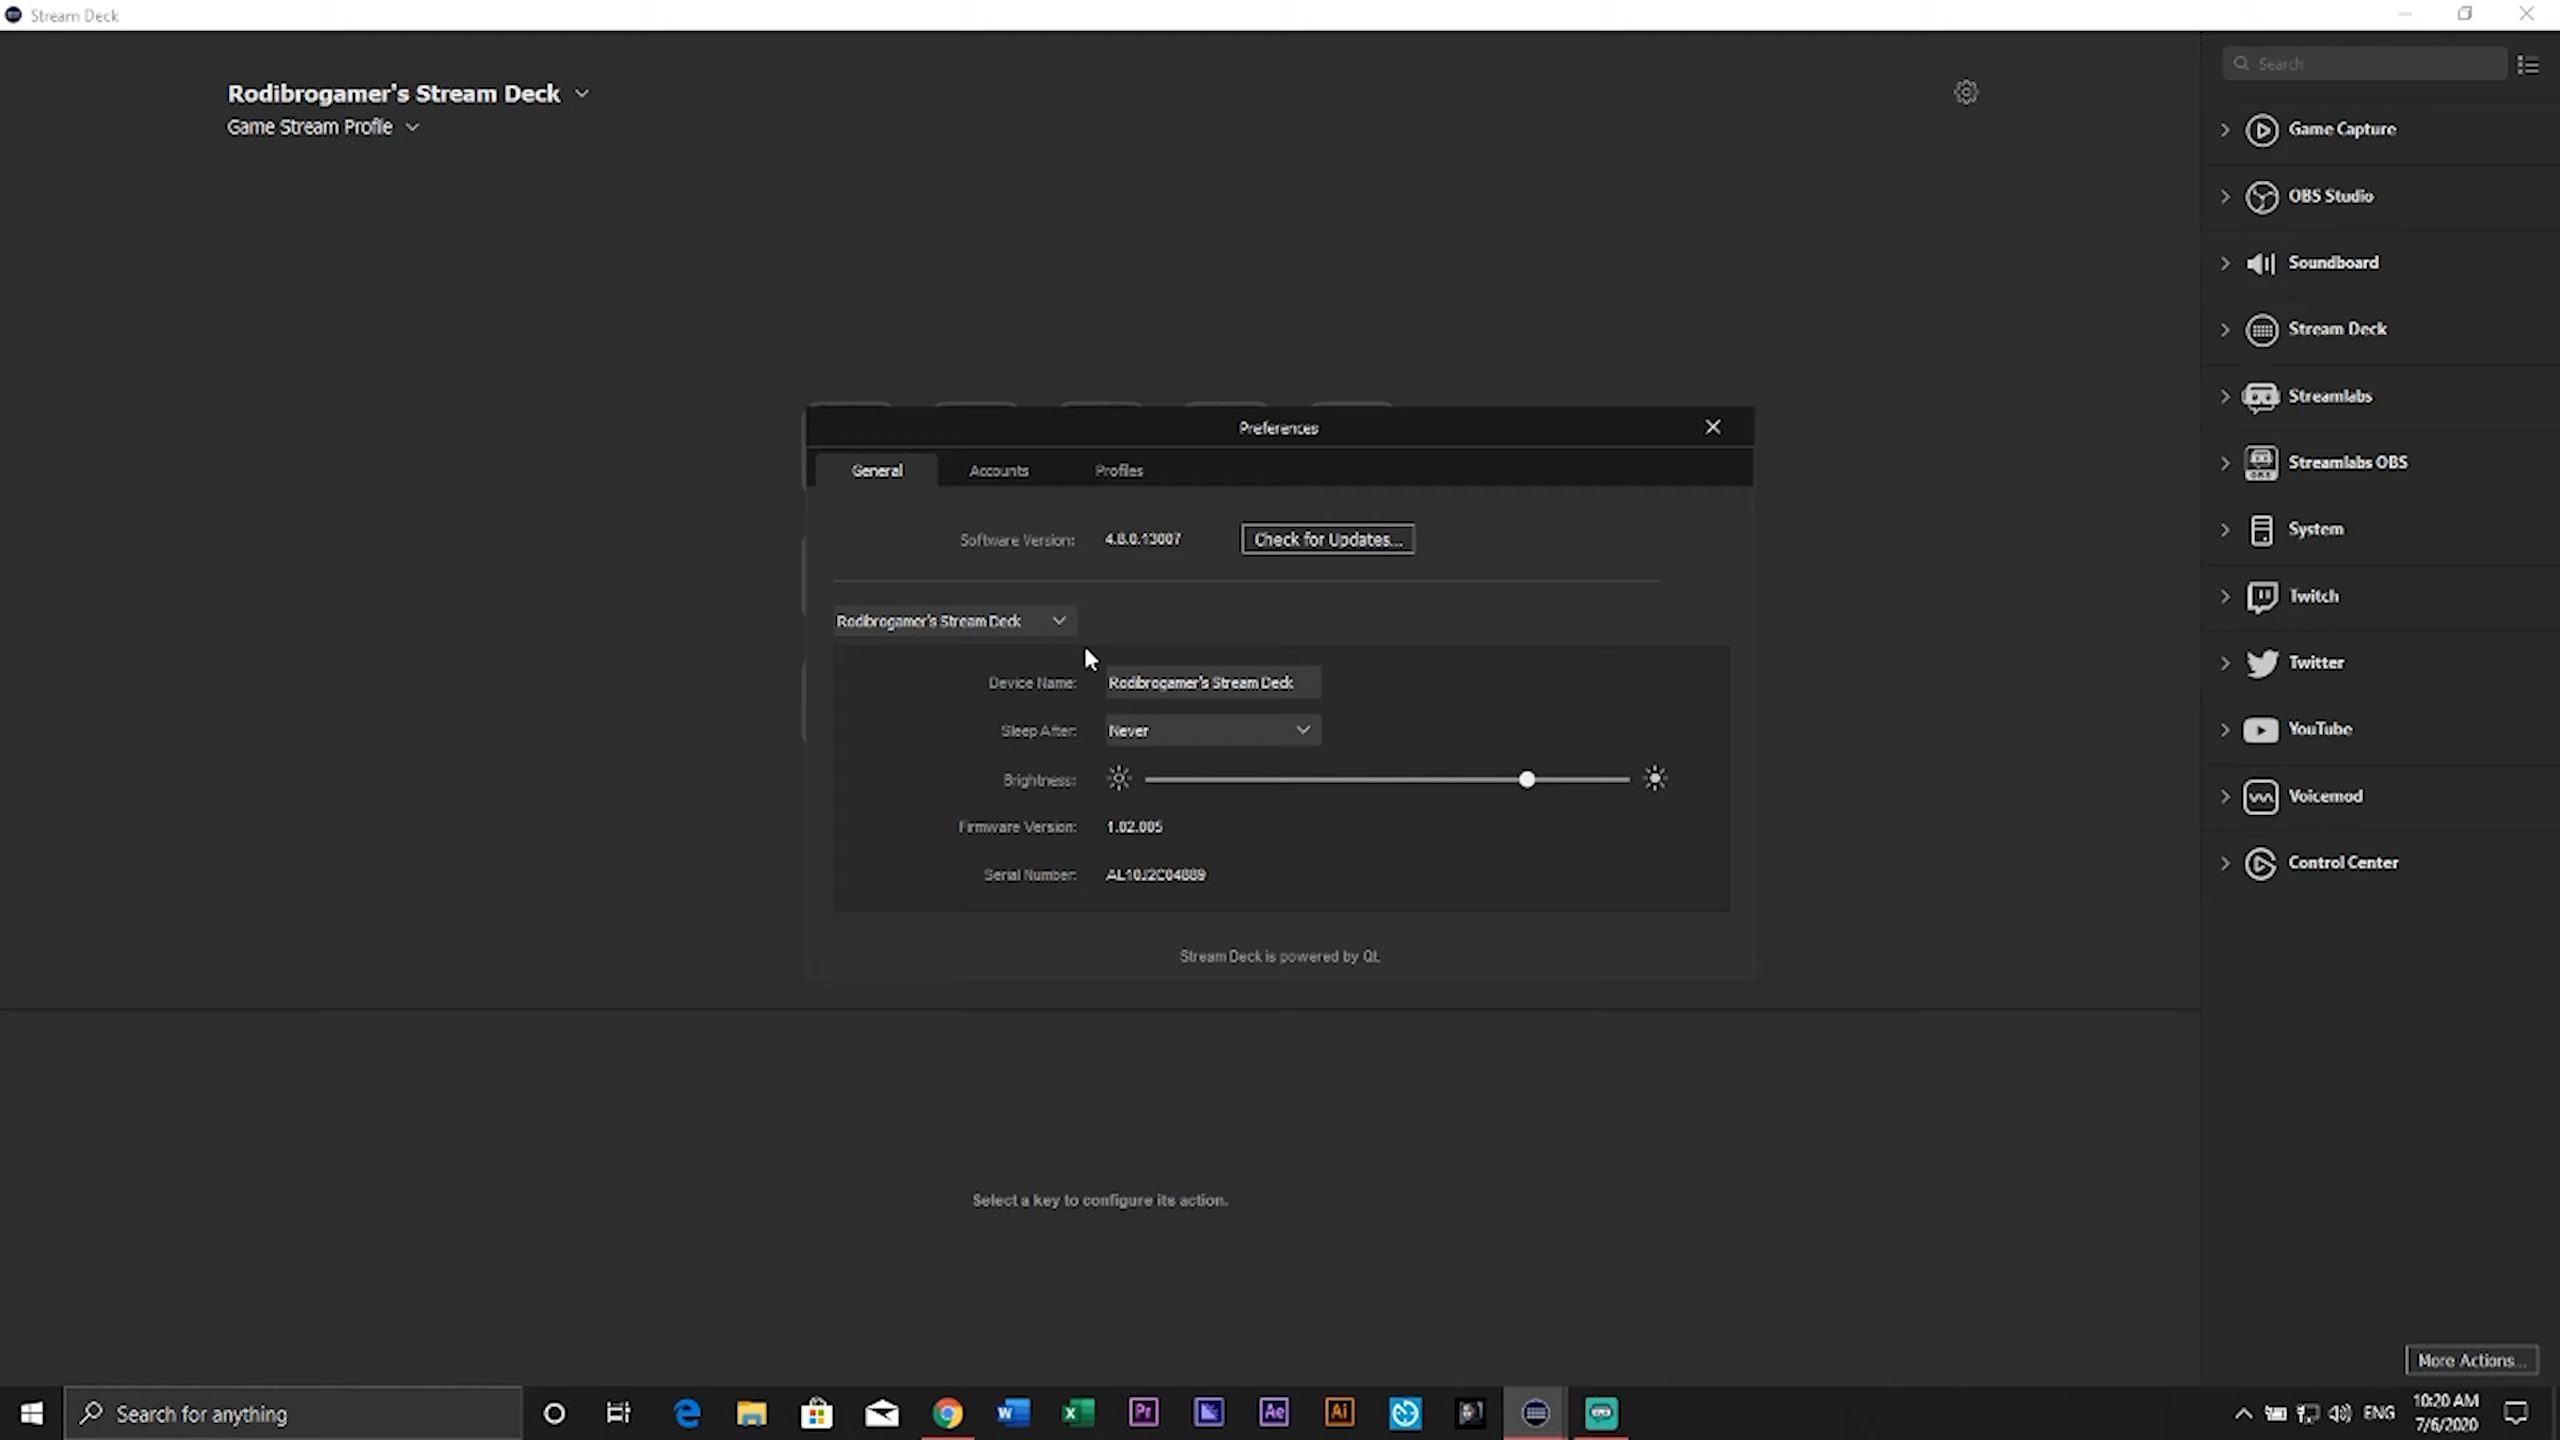 Stream Deck
Rodibrogamer's Stream Deck
Game Stream Profile
Search
Game Capture
OBS Studio
Soundboard
Stream Deck
Streamlabs
Streamlabs OBS
System
Twitch
Twitter
YouTube
Voicemod
Control Center
More Actions...
Preferences
General Accounts Profiles
Software Version: 4.8.0.13007 Check for Updates...
Rodibrogamer's Stream Deck
Device Name: Rodibrogamer's Stream Deck
Sleep After: Never
Brightness:
Firmware Version: 1.02.005
Serial Number:
Stream Deck is powered by Qt.
Select a key to configure its action.
Search for anything
Pr
Ae
Ai
ENG
10:20 AM
7/6/2020